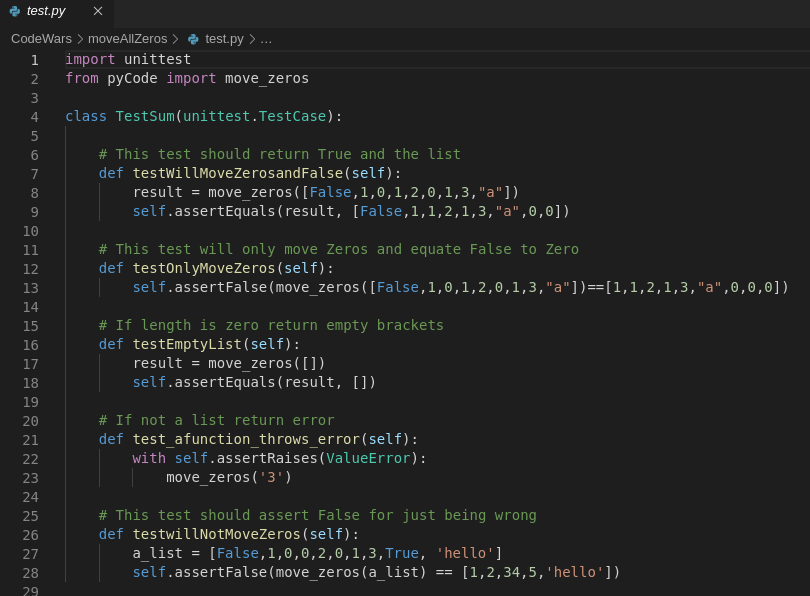 test.py
CodeWars > moveAllZeros > test.py > ...
1 import unittest
2 from pyCode import move_zeros
3
4 class TestSum(unittest.TestCase):
5
6     # This test should return True and the list
7     def testWillMoveZerosandFalse(self):
8         result = move_zeros([False,1,0,1,2,0,1,3,"a"])
9         self.assertEquals(result, [False,1,1,2,1,3,"a",0,0])
10
11     # This test will only move Zeros and equate False to Zero
12     def testOnlyMoveZeros(self):
13         self.assertFalse(move_zeros([False,1,0,1,2,0,1,3,"a"])==[1,1,2,1,3,"a",0,0,0])
14
15     # If length is zero return empty brackets
16     def testEmptyList(self):
17         result = move_zeros([])
18         self.assertEquals(result, [])
19
20     # If not a list return error
21     def test_afunction_throws_error(self):
22         with self.assertRaises(ValueError):
23             move_zeros('3')
24
25     # This test should assert False for just being wrong
26     def testwillNotMoveZeros(self):
27         a_list = [False,1,0,0,2,0,1,3,True, 'hello']
28         self.assertFalse(move_zeros(a_list) == [1,2,34,5,'hello'])
29